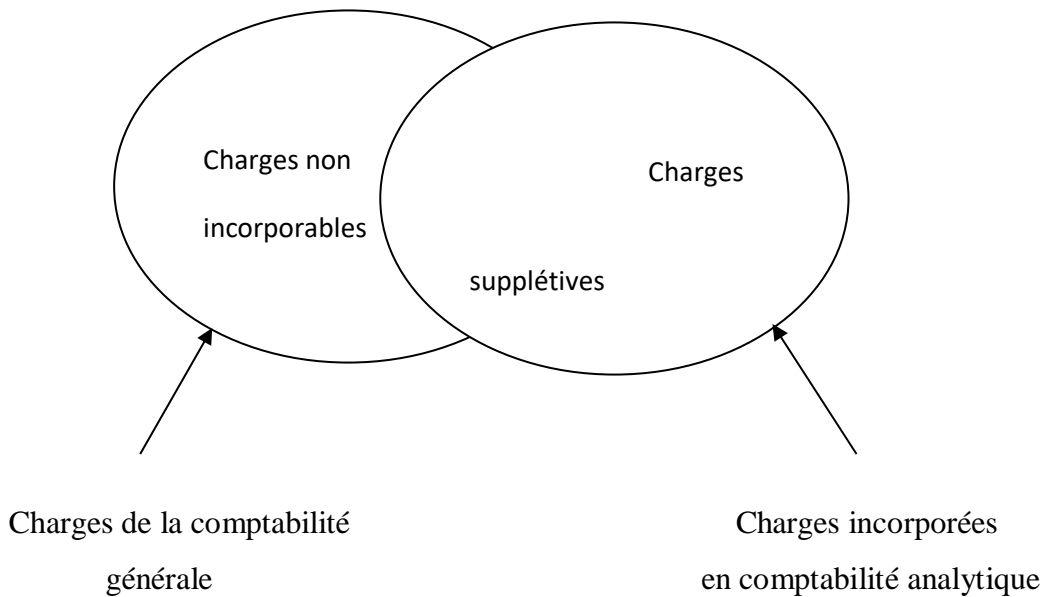 Charges non
incorporables
Charges
supplétives
Charges de la comptabilité
générale
Charges incorporées
en comptabilité analytique